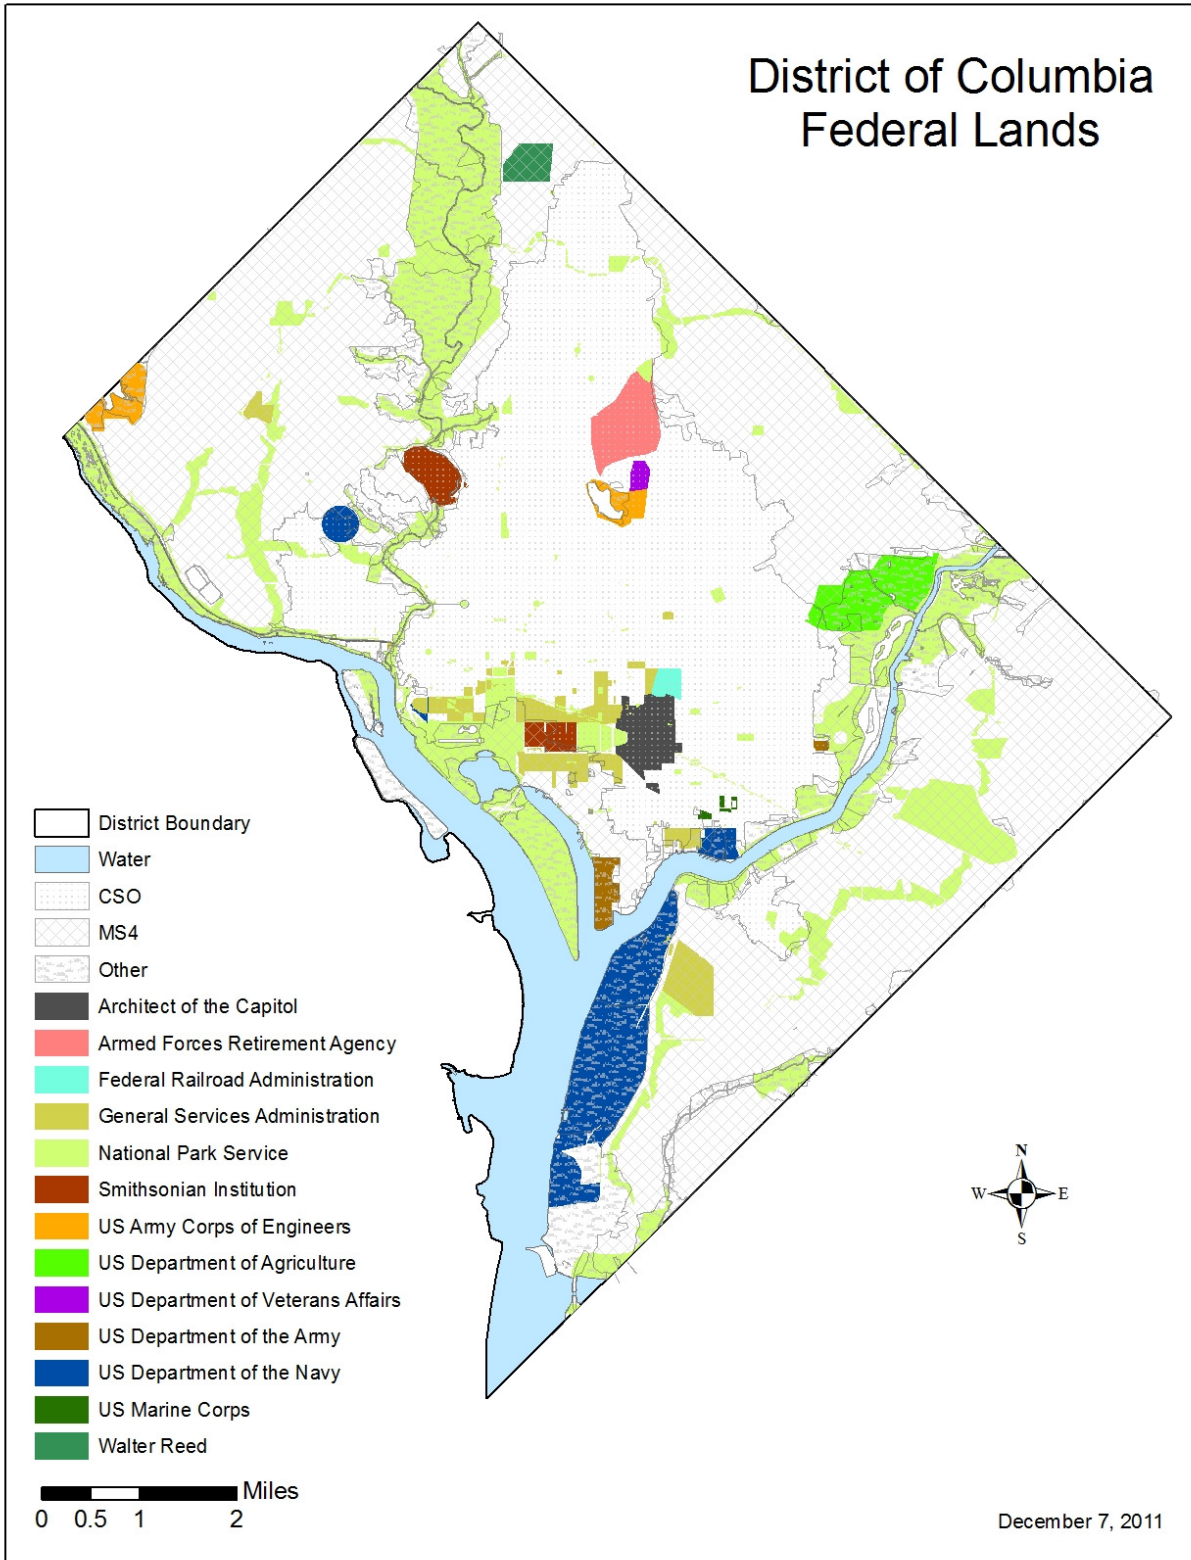 District of Columbia
Federal Lands
District Boundary
Water
CSO
MS4
Other
Architect of the Capitol
Armed Forces Retirement Agency
Federal Railroad Administration
General Services Administration
National Park Service
Smithsonian Institution
US Army Corps of Engineers
US Department of Agriculture
US Department of Veterans Affairs
US Department of the Army
US Department of the Navy
US Marine Corps
Walter Reed
N
W E
S
Miles
0 0.5 1 2
December 7, 2011